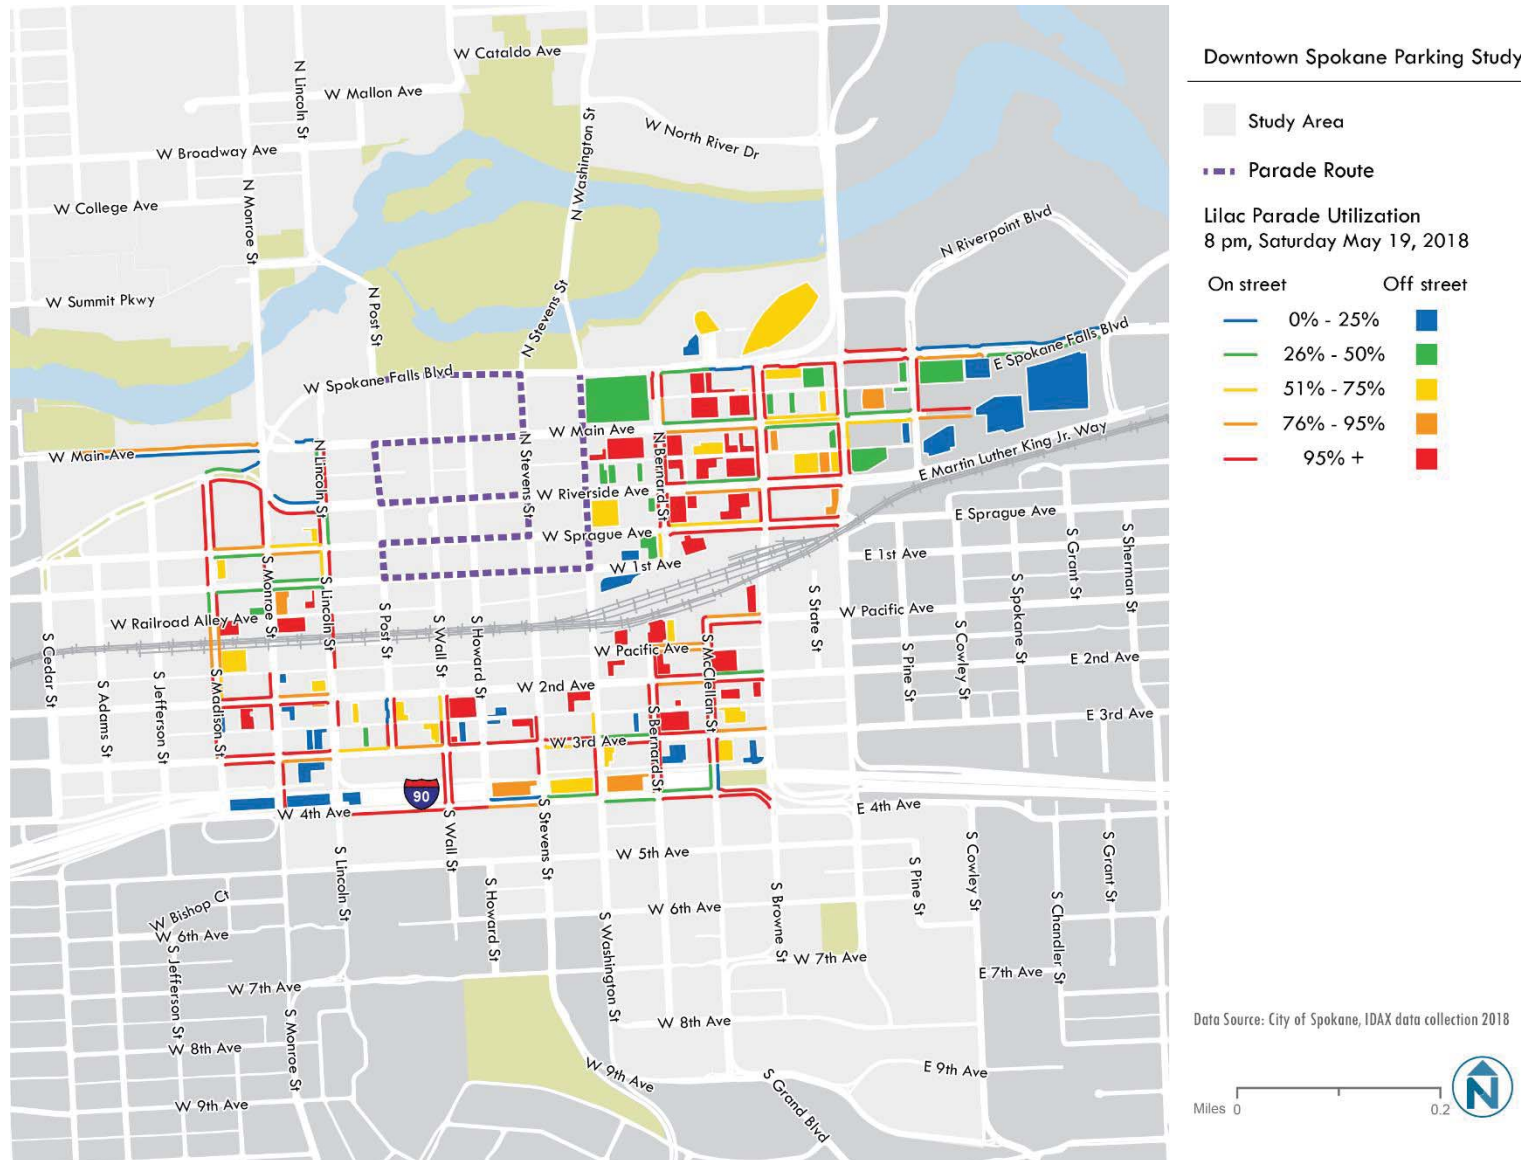 W Cataldo Ave
N Lincoln St
W Mallon Ave
N Washington St
W North River Dr
W Broadway Ave
N Monroe St
W College Ave
N Riverpoint Blvd
W Summit Pkwy
N Post St
N Stevens St
E Spokane Falls Blvd
W Spokane Falls Blvd
W Main Ave
W Main Ave
N Lincoln St
N Stevens St
N Bernard St
E Martin Luther King Jr. Way
W Riverside Ave
W Sprague Ave
E Sprague Ave
W 1st Ave
E 1st Ave
S Grant St
S Sherman St
S Monroe St
S Lincoln St
S State St
W Pacific Ave
S Spokane St
W Railroad Alley Ave
S Post St
S Wall St
S Howard St
W Pacific Ave
S McClellan St
S Pine St
S Cowley St
E 2nd Ave
S Cedar St
S Adams St
S Jefferson St
S Madison St
W 2nd Ave
S Bernard St
E 3rd Ave
W 3rd Ave
90
W 4th Ave
E 4th Ave
S Lincoln St
S Wall St
S Stevens St
W 5th Ave
S Pine St
S Cowley St
S Grant St
W Bishop Ct
W 6th Ave
S Howard St
W 6th Ave
S Washington St
S Browne St
S Chandler St
S Jefferson St
W 7th Ave
W 7th Ave
E 7th Ave
S Monroe St
W 8th Ave
W 8th Ave
W 9th Ave
W 9th Ave
E 9th Ave
S Grand Blvd
Downtown Spokane Parking Study
Study Area
Parade Route
Lilac Parade Utilization
8 pm, Saturday May 19, 2018
On street Off street
0% - 25%
26% - 50%
51% - 75%
76% - 95%
95% +
Data Source: City of Spokane, IDAX data collection 2018
Miles 0 0.2
N